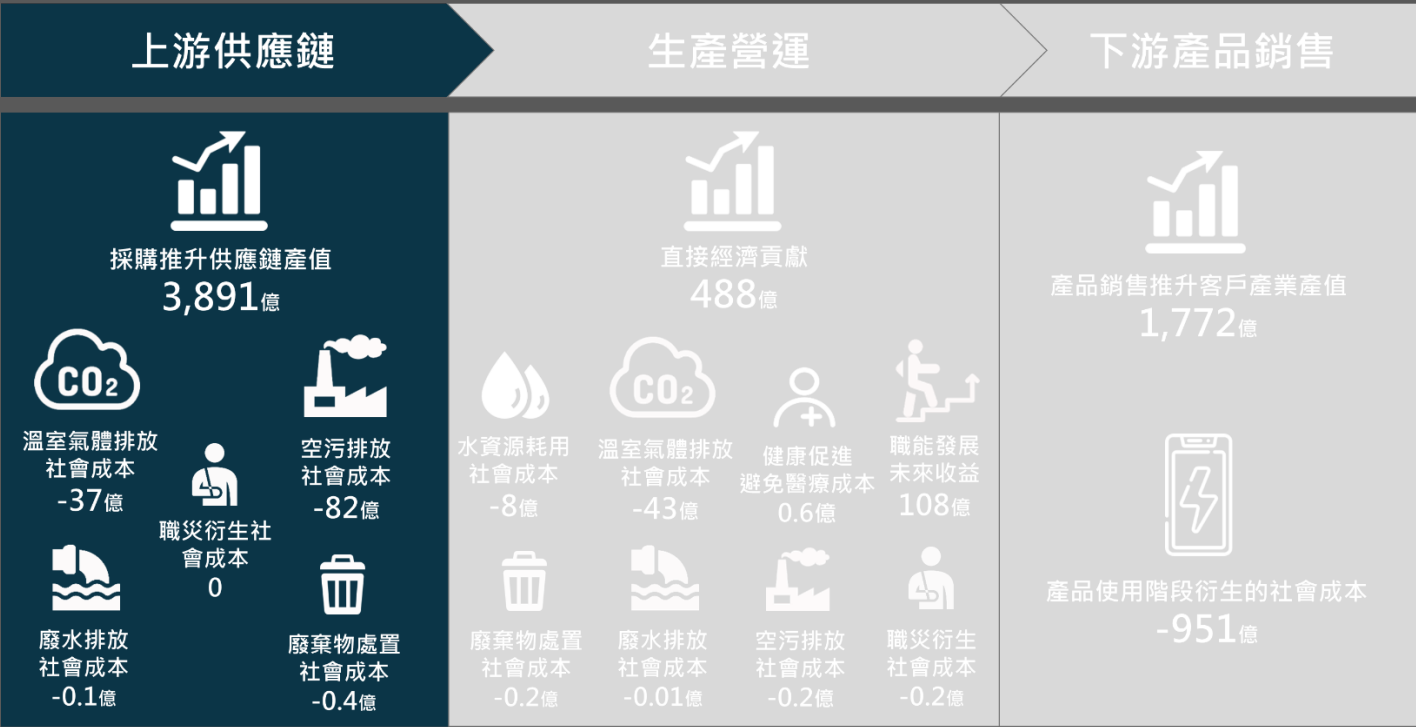 上游供應鏈
生產營運
下游產品銷售
採購推升供應鏈產值
3,891億
CO2
溫室氣體排放
社會成本
-37億
職災衍生社
會成本
0
空污排放
社會成本
-82億
廢水排放
社會成本
-0.1億
廢棄物處置
社會成本
-0.4億
直接經濟貢獻
488億
水資源耗用
社會成本
-8億
CO2
溫室氣體排放
社會成本
-43億
健康促進
避免醫療成本
0.6億
職能發展
未來收益
108億
廢棄物處置
社會成本
-0.2億
廢水排放
社會成本
-0.01億
空污排放
社會成本
-0.2億
職災衍生
社會成本
-0.2億
產品銷售推升客戶產業產值
1,772億
產品使用階段衍生的社會成本
-951億